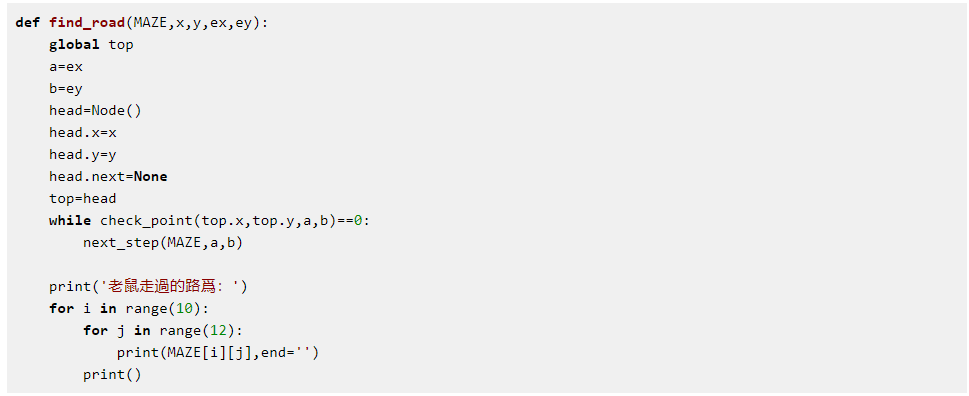 def find_road(MAZE,x,y,ex,ey):
    global top
    a=ex
    b=ey
    head=Node()
    head.x=x
    head.y=y
    head.next=None
    top=head
    while check_point(top.x,top.y,a,b)==0:
        next_step(MAZE,a,b)
    print('老鼠走過的路爲: ')
    for i in range(10):
        for j in range(12):
            print(MAZE[i][j],end='')
        print()